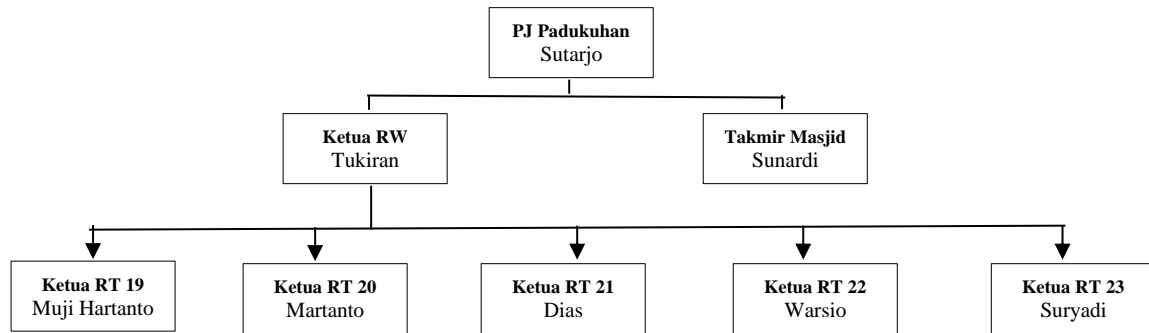 PJ Padukuhan
Sutarjo
Ketua RW
Tukiran
Takmir Masjid
Sunardi
Ketua RT 19
Muji Hartanto
Ketua RT 20
Martanto
Ketua RT 21
Dias
Ketua RT 22
Warsio
Ketua RT 23
Suryadi